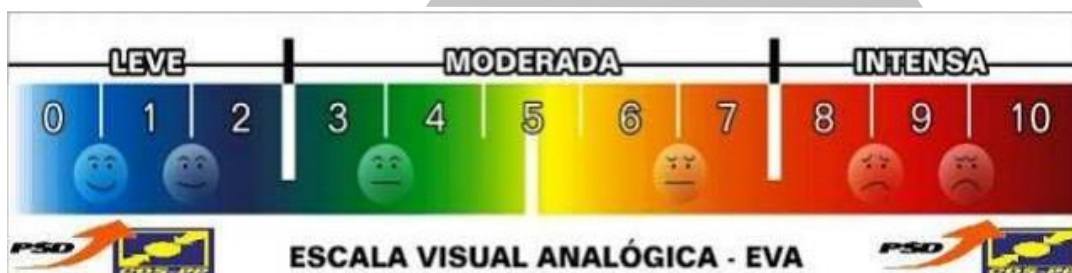 LEVE MODERADA INTENSA
0 1 2 3 4 5 6 7 8 9 10
PSD ESCALA VISUAL ANALÓGICA - EVA PSD